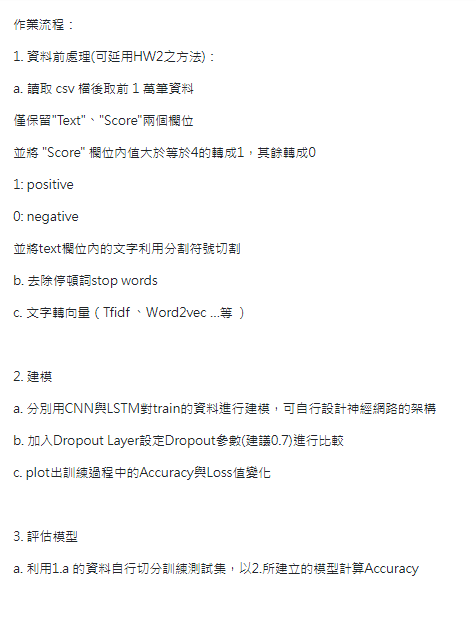 作業流程：
1. 資料前處理(可延用HW2之方法)：
a. 讀取 csv 檔後取前 1 萬筆資料
僅保留"Text"、"Score"兩個欄位
並將 "Score" 欄位內值大於等於4的轉成1，其餘轉成0
1: positive
0: negative
並將text欄位內的文字利用分割符號切割
b. 去除停頓詞stop words
c. 文字轉向量（Tfidf 、Word2vec ...等 ）
2. 建模
a. 分別用CNN與LSTM對train的資料進行建模，可自行設計神經網路的架構
b. 加入Dropout Layer設定Dropout參數(建議0.7)進行比較
c. plot出訓練過程中的Accuracy與Loss值變化
3. 評估模型
a. 利用1.a 的資料自行切分訓練測試集，以2.所建立的模型計算Accuracy